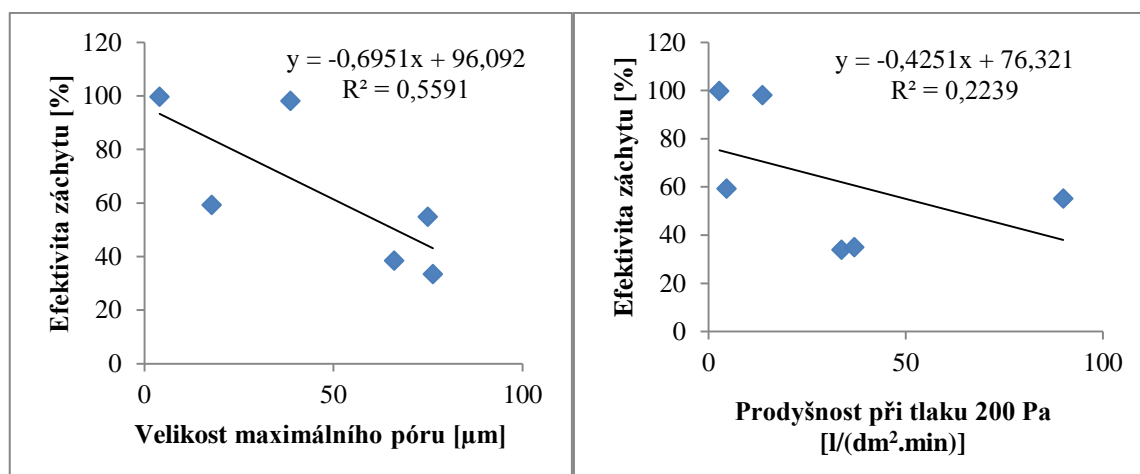 120
100
80
60
40
20
0
0
50
100
y = -0,6951x + 96,092
R² = 0,5591
Efektivita záchytu [%]
Velikost maximálního póru [µm]
120
100
80
60
40
20
0
0
50
100
y = -0,4251x + 76,321
R² = 0,2239
Efektivita záchytu [%]
Prodyšnost při tlaku 200 Pa
[l/(dm².min)]